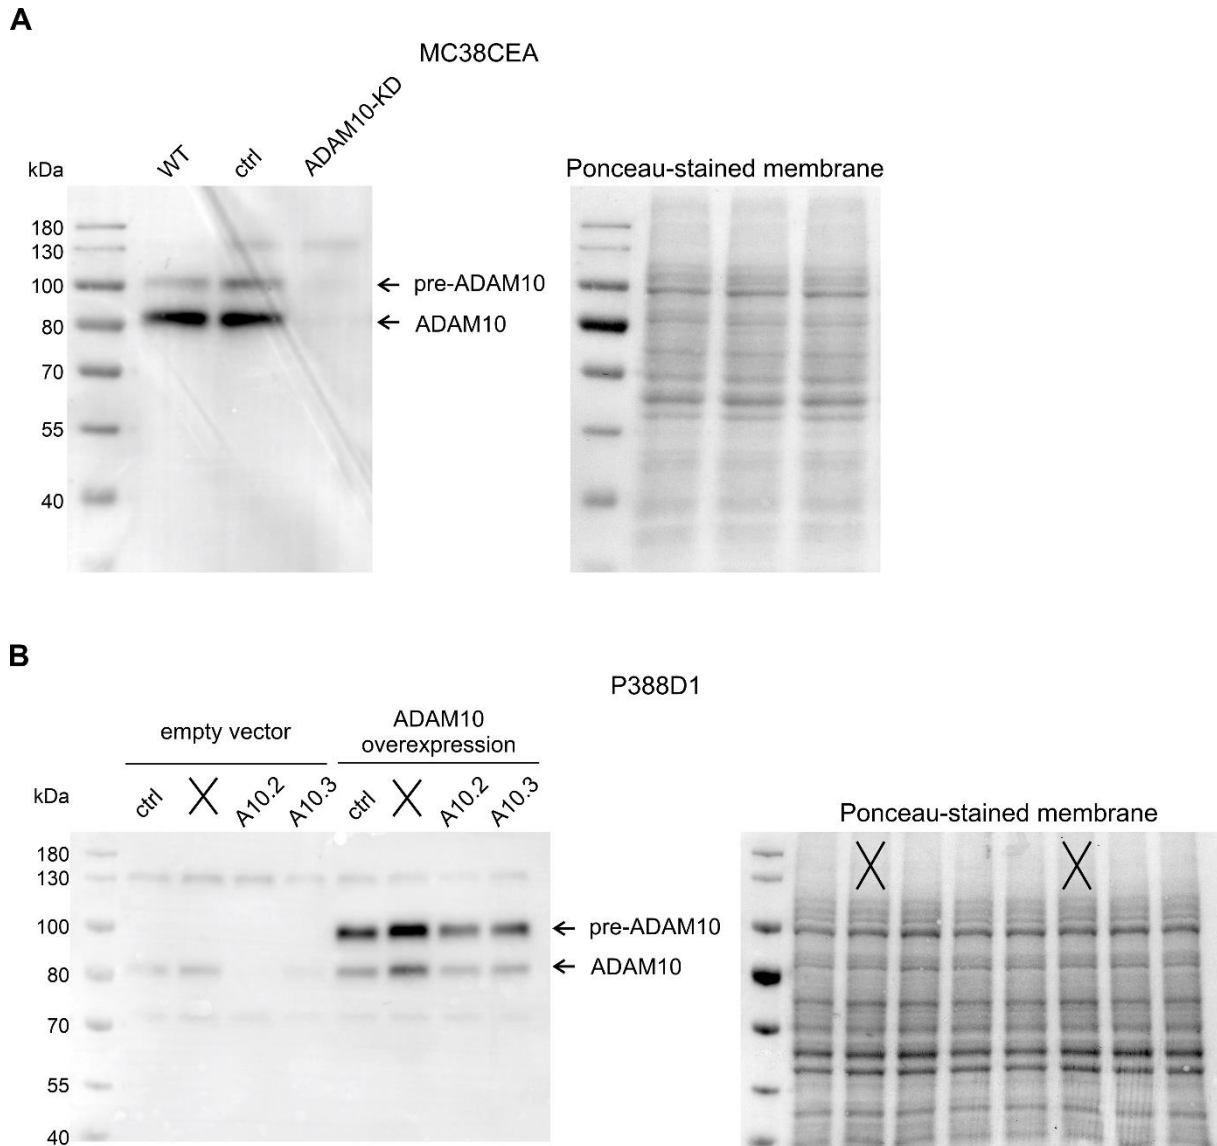 A
MC38CEA
WT ctrl ADAM10-KD
kDa
Ponceau-stained membrane
180
130
100
80
70
55
40
pre-ADAM10
ADAM10
B
P388D1
empty vector
ADAM10
overexpression
kDa
ctrl X A10.2 A10.3 ctrl X A10.2 A10.3
Ponceau-stained membrane
X X
180
130
100
80
70
55
40
pre-ADAM10
ADAM10